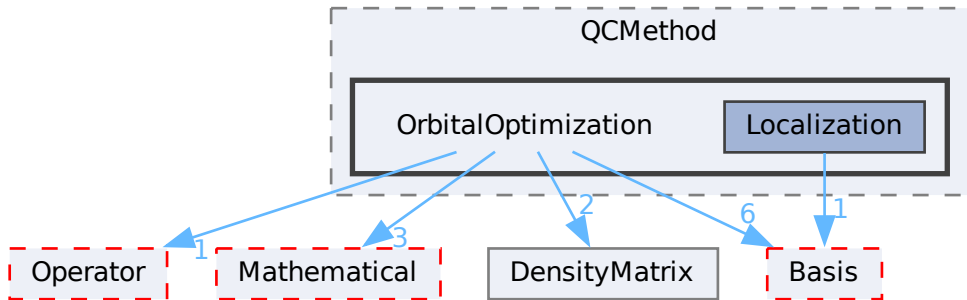 QCMethod
OrbitalOptimization
Localization
1
3
2
6
1
Operator
Mathematical
DensityMatrix
Basis